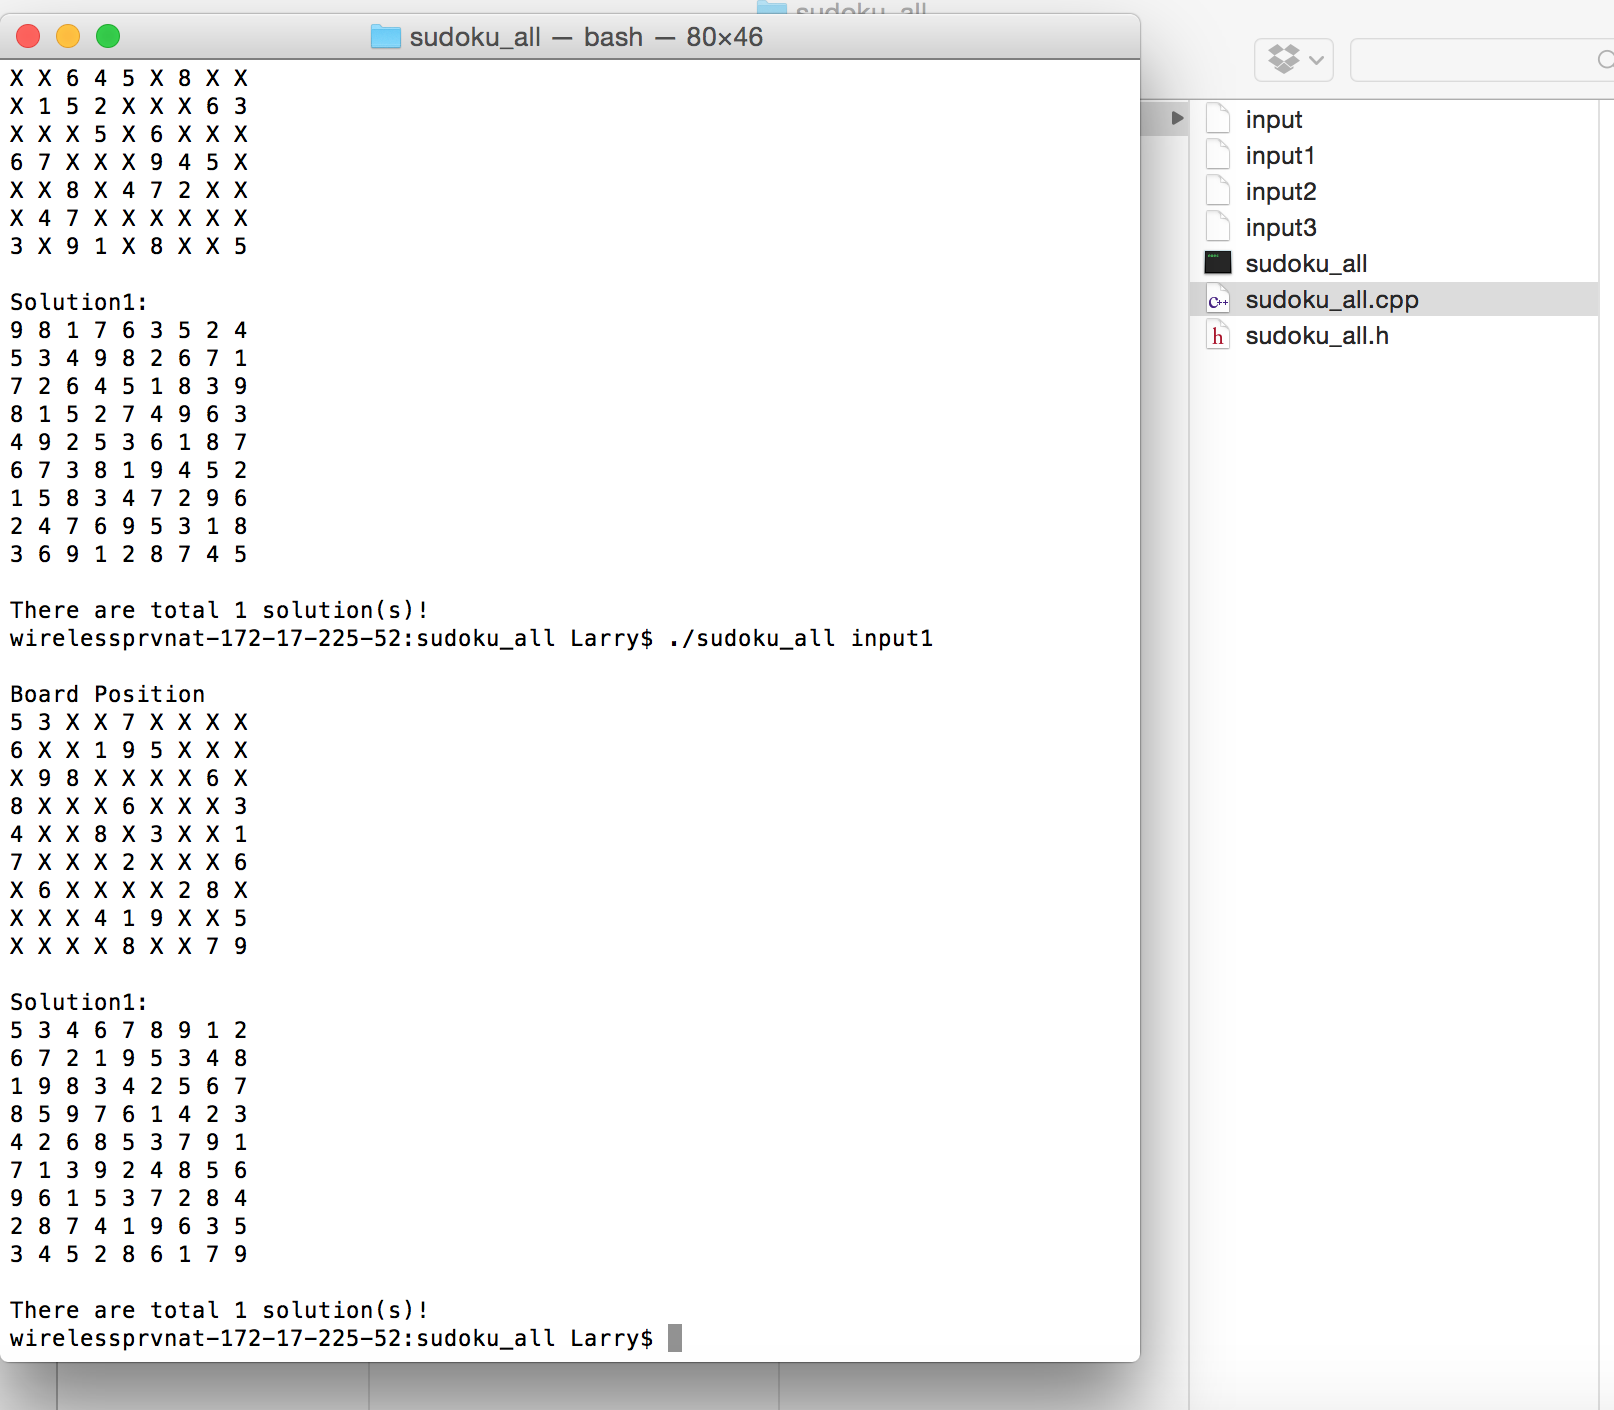 sudoku_all
sudoku_all — bash — 80×46
X X 6 4 5 X 8 X X
X 1 5 2 X X X 6 3
X X X 5 X 6 X X X
6 7 X X X 9 4 5 X
X X 8 X 4 7 2 X X
X 4 7 X X X X X X
3 X 9 1 X 8 X X 5
Solution1:
9 8 1 7 6 3 5 2 4
5 3 4 9 8 2 6 7 1
7 2 6 4 5 1 8 3 9
8 1 5 2 7 4 9 6 3
4 9 2 5 3 6 1 8 7
6 7 3 8 1 9 4 5 2
1 5 8 3 4 7 2 9 6
2 4 7 6 9 5 3 1 8
3 6 9 1 2 8 7 4 5
There are total 1 solution(s)!
wirelessprvnat-172-17-225-52:sudoku_all Larry$ ./sudoku_all input1
Board Position
5 3 X X 7 X X X X
6 X X 1 9 5 X X X
X 9 8 X X X X 6 X
8 X X X 6 X X X 3
4 X X 8 X 3 X X 1
7 X X X 2 X X X 6
X 6 X X X X 2 8 X
X X X 4 1 9 X X 5
X X X X 8 X X 7 9
Solution1:
5 3 4 6 7 8 9 1 2
6 7 2 1 9 5 3 4 8
1 9 8 3 4 2 5 6 7
8 5 9 7 6 1 4 2 3
4 2 6 8 5 3 7 9 1
7 1 3 9 2 4 8 5 6
9 6 1 5 3 7 2 8 4
2 8 7 4 1 9 6 3 5
3 4 5 2 8 6 1 7 9
There are total 1 solution(s)!
wirelessprvnat-172-17-225-52:sudoku_all Larry$
input
input1
input2
input3
sudoku_all
C++ sudoku_all.cpp
h sudoku_all.h